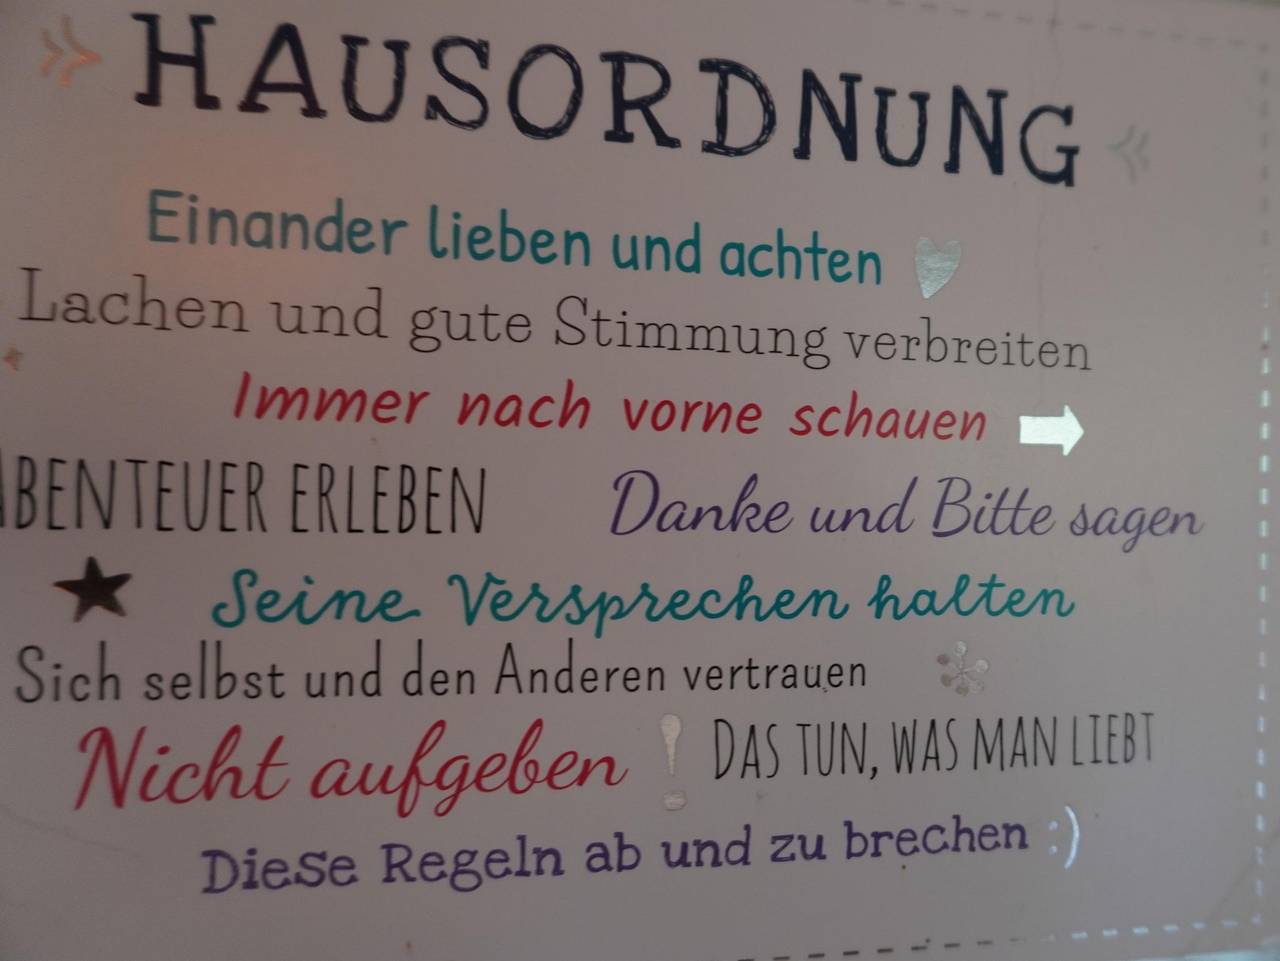 HAUSORDNUNG
Einander lieben und achten
Lachen und gute Stimmung verbreiten
Immer nach vorne schauen
ABENTEUER ERLEBEN Danke und Bitte sagen
Seine Versprechen halten
Sich selbst und den Anderen vertrauen
Nicht aufgeben ! DAS TUN, WAS MAN LIEBT
Diese Regeln ab und zu brechen :)